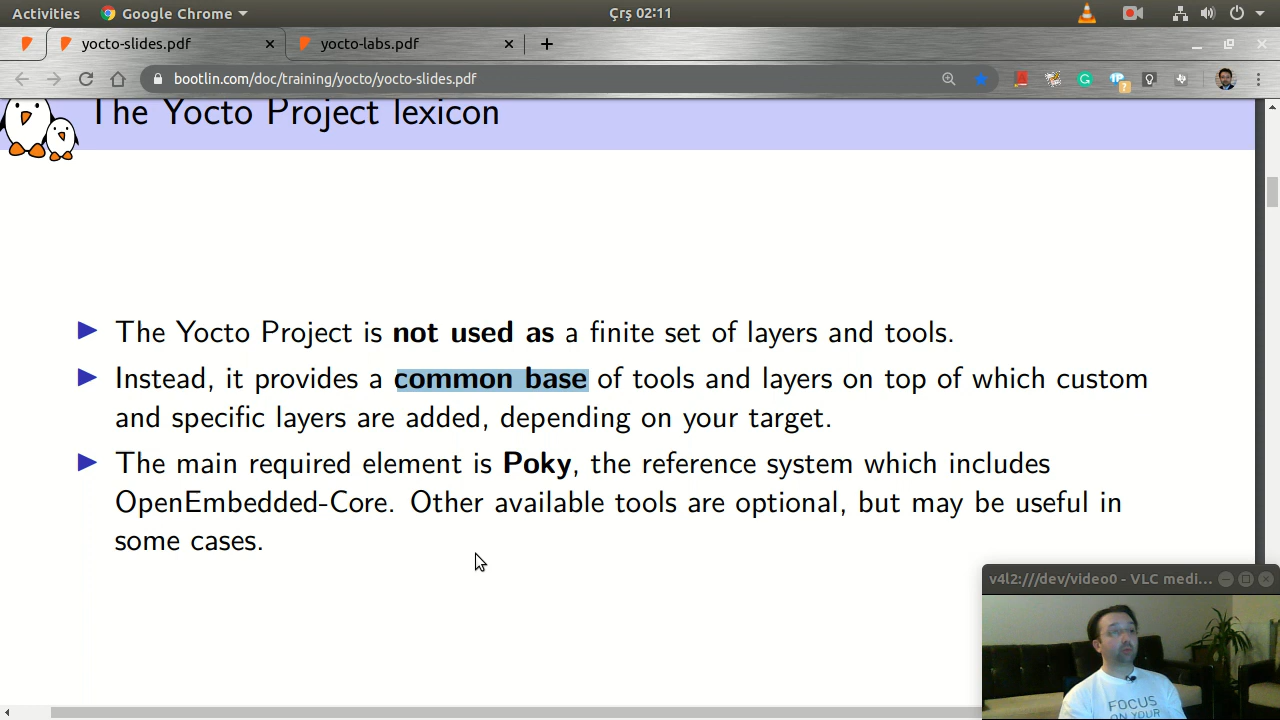 Activities
Google Chrome
Çrş 02:11
yocto-slides.pdf
yocto-labs.pdf
bootlin.com/doc/training/yocto/yocto-slides.pdf
?
The Yocto Project lexicon
The Yocto Project is not used as a finite set of layers and tools.
Instead, it provides a common base of tools and layers on top of which custom
and specific layers are added, depending on your target.
The main required element is Poky, the reference system which includes
OpenEmbedded-Core. Other available tools are optional, but may be useful in
some cases.
v4l2:///dev/video0 - VLC medi...
FOCUS
ON YOUR